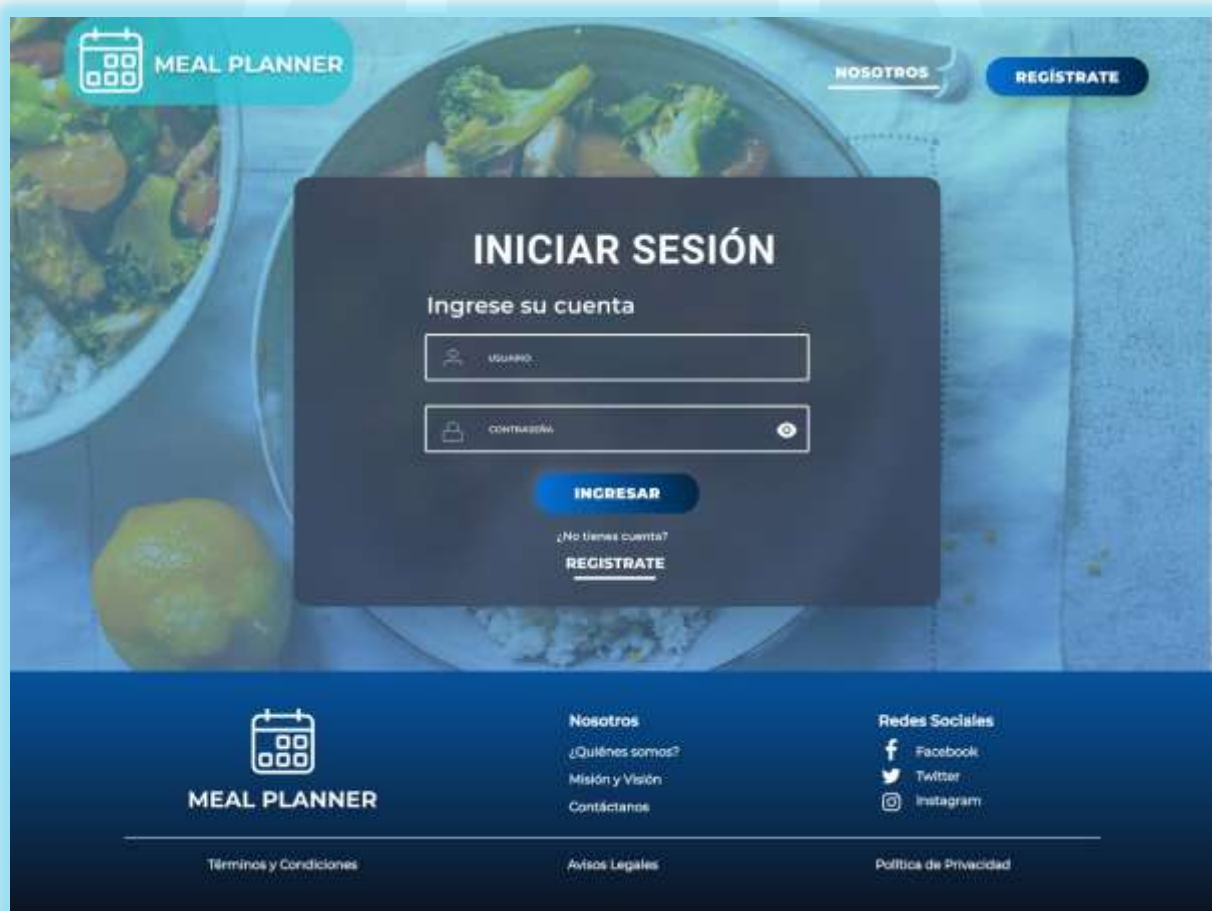 MEAL PLANNER
NOSOTROS
REGÍSTRATE
INICIAR SESIÓN
Ingrese su cuenta
USUARIO
CONTRASEÑA
INGRESAR
¿No tienes cuenta?
REGISTRATE
MEAL PLANNER
Nosotros
¿Quiénes somos?
Misión y Visión
Contáctanos
Redes Sociales
Facebook
Twitter
Instagram
Términos y Condiciones
Avisos Legales
Política de Privacidad